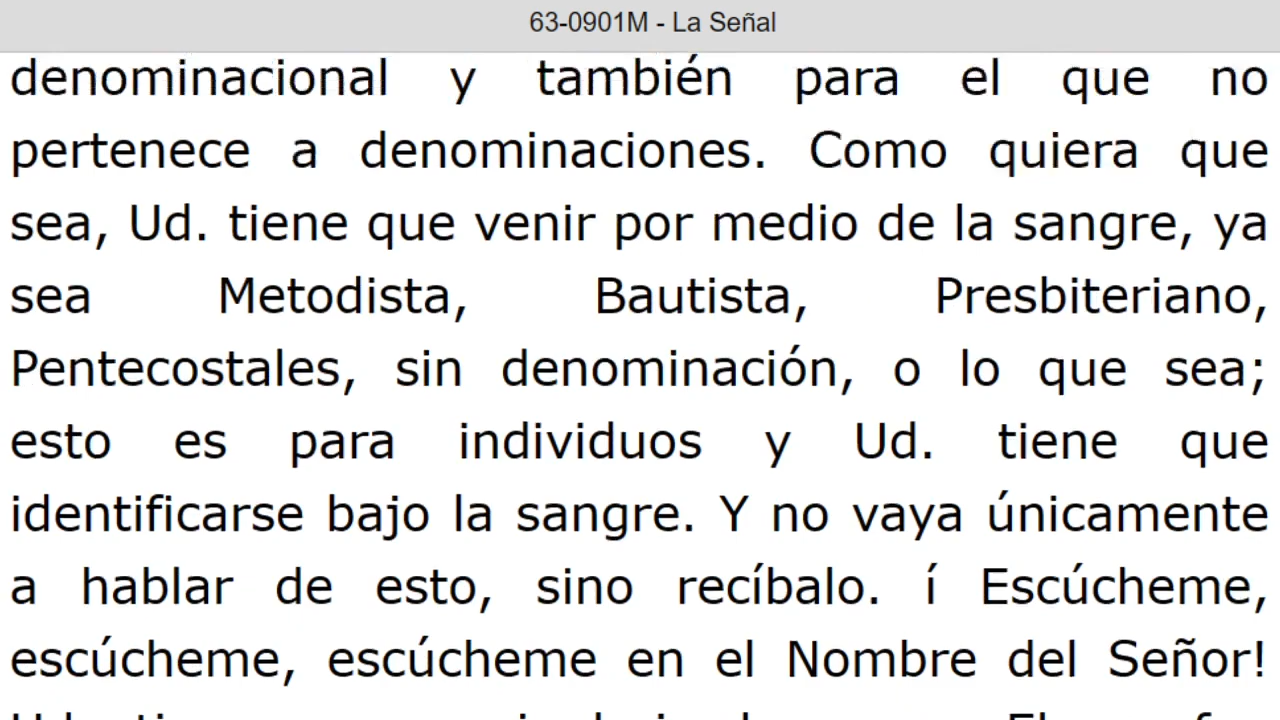 63-0901M - La Señal
denominacional y también para el que no
pertenece a denominaciones. Como quiera que
sea, Ud. tiene que venir por medio de la sangre, ya
sea Metodista, Bautista, Presbiteriano,
Pentecostales, sin denominación, o lo que sea;
esto es para individuos y Ud. tiene que
identificarse bajo la sangre. Y no vaya únicamente
a hablar de esto, sino recíbalo. í Escúcheme,
escúcheme, escúcheme en el Nombre del Señor!